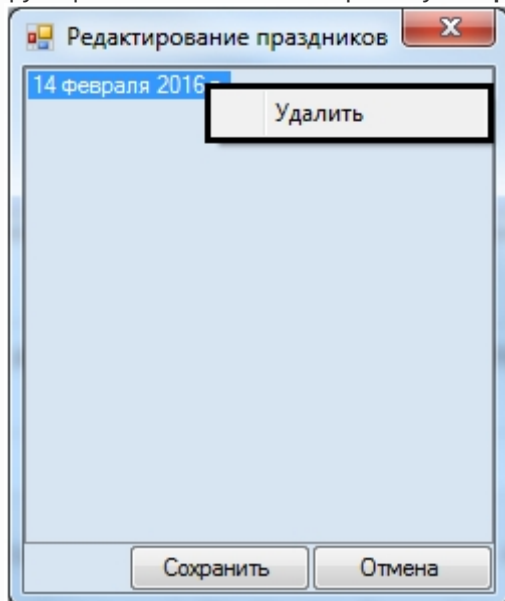 Редактирование праздников
14 февраля 2016
Удалить
Сохранить
Отмена